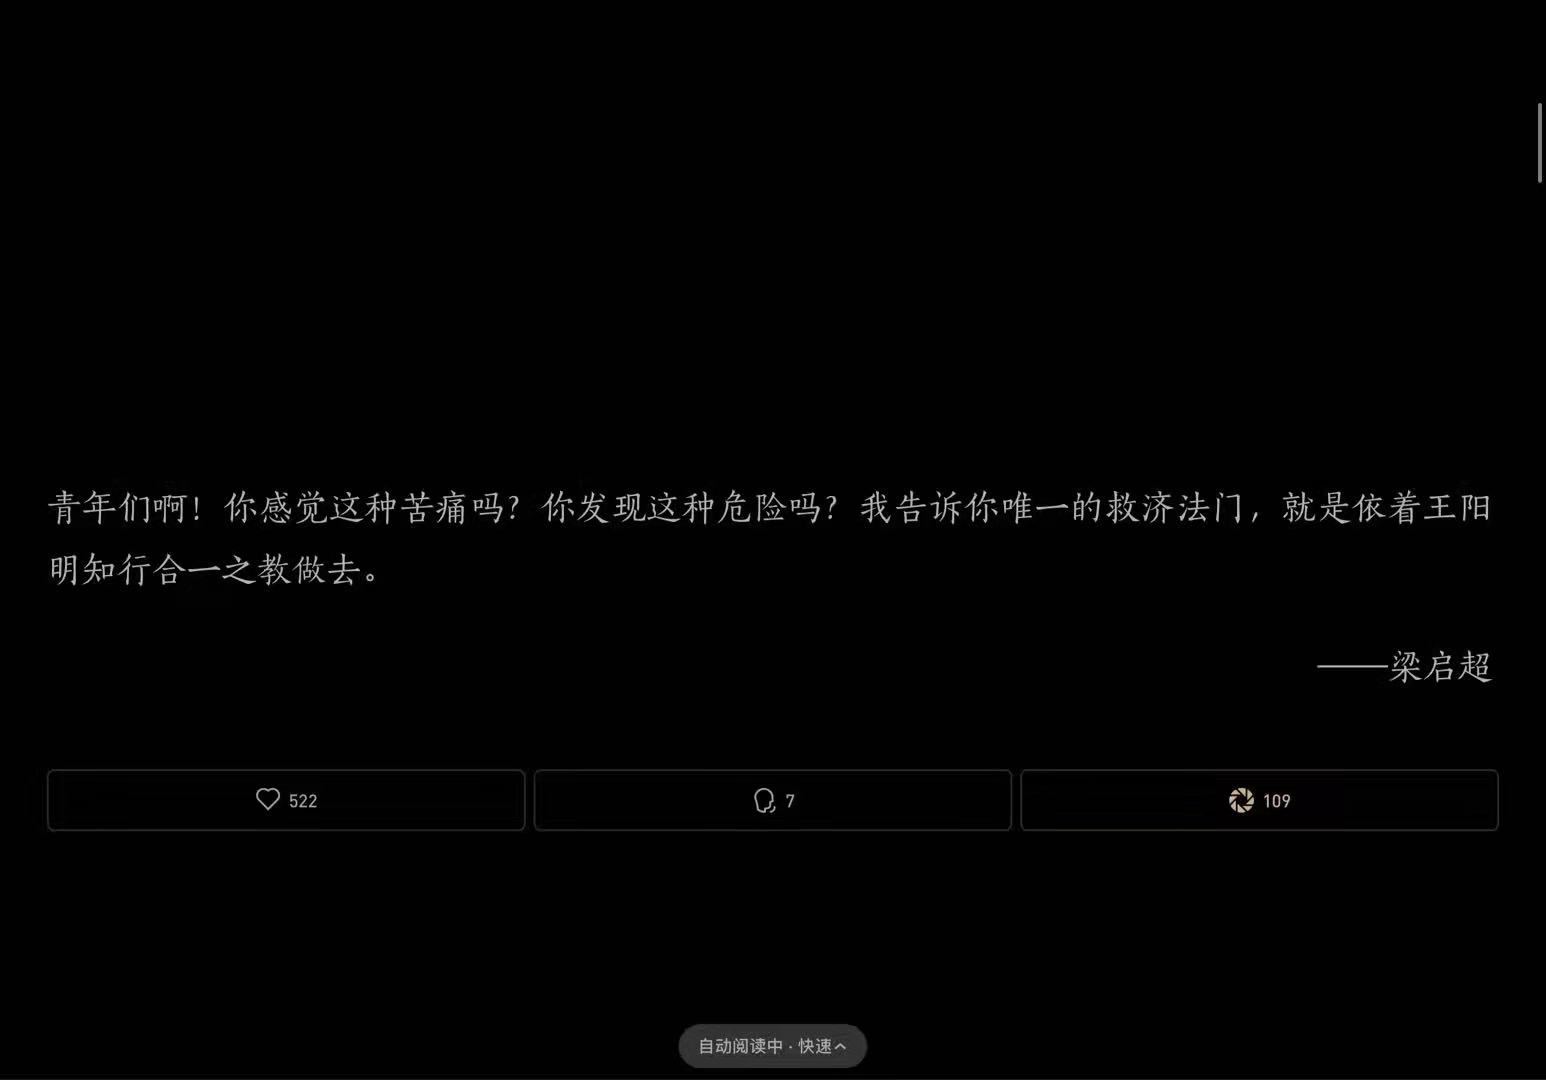 青年们啊！你感觉这种苦痛吗？你发现这种危险吗？我告诉你唯一的救济法门，就是依着王阳
明知行合一之教做去。
——梁启超
522
7
109
自动阅读中 · 快速